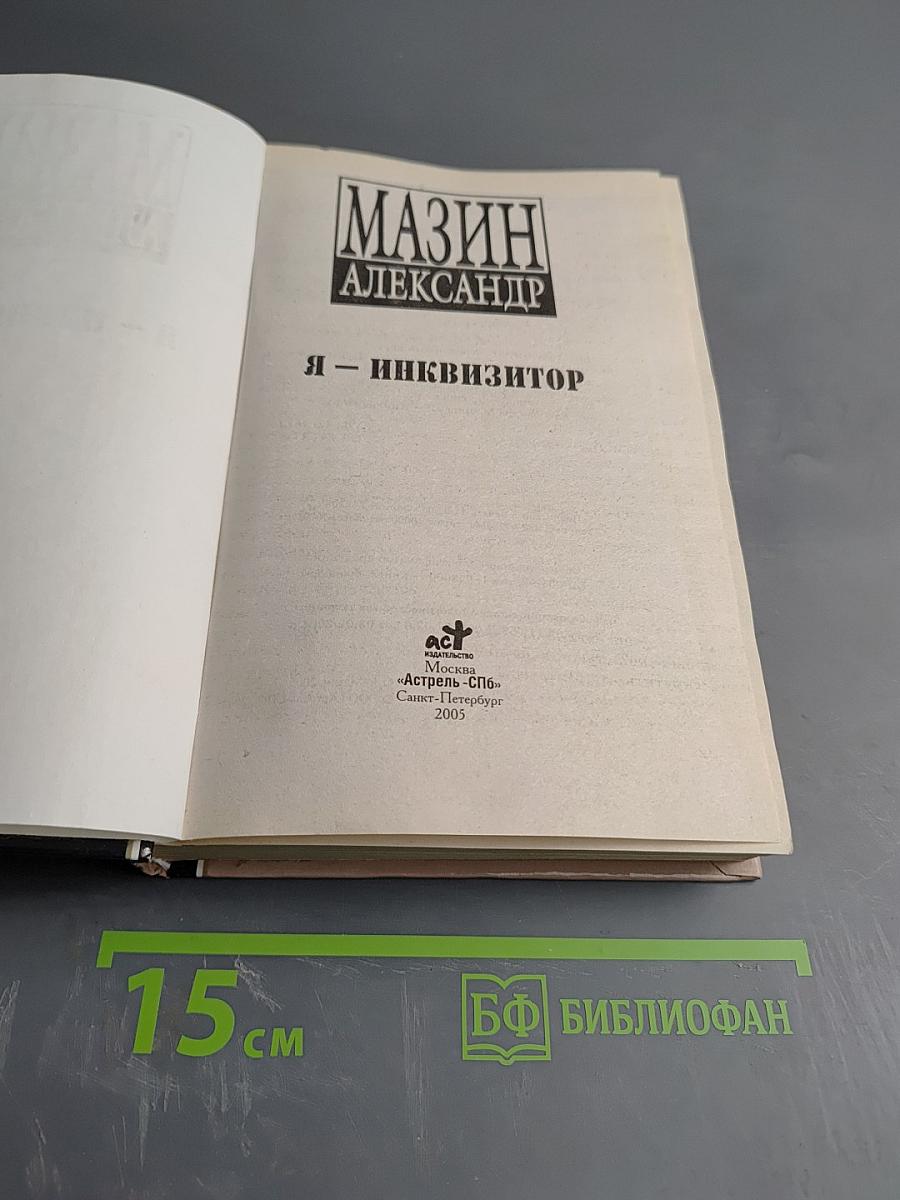 МАЗИН
АЛЕКСАНДР
Я — ИНКВИЗИТОР
аст
ИЗДАТЕЛЬСТВО
Москва
«Астрель -СПб»
Санкт-Петербург
2005
15 см
БФ БИБЛИОФАН